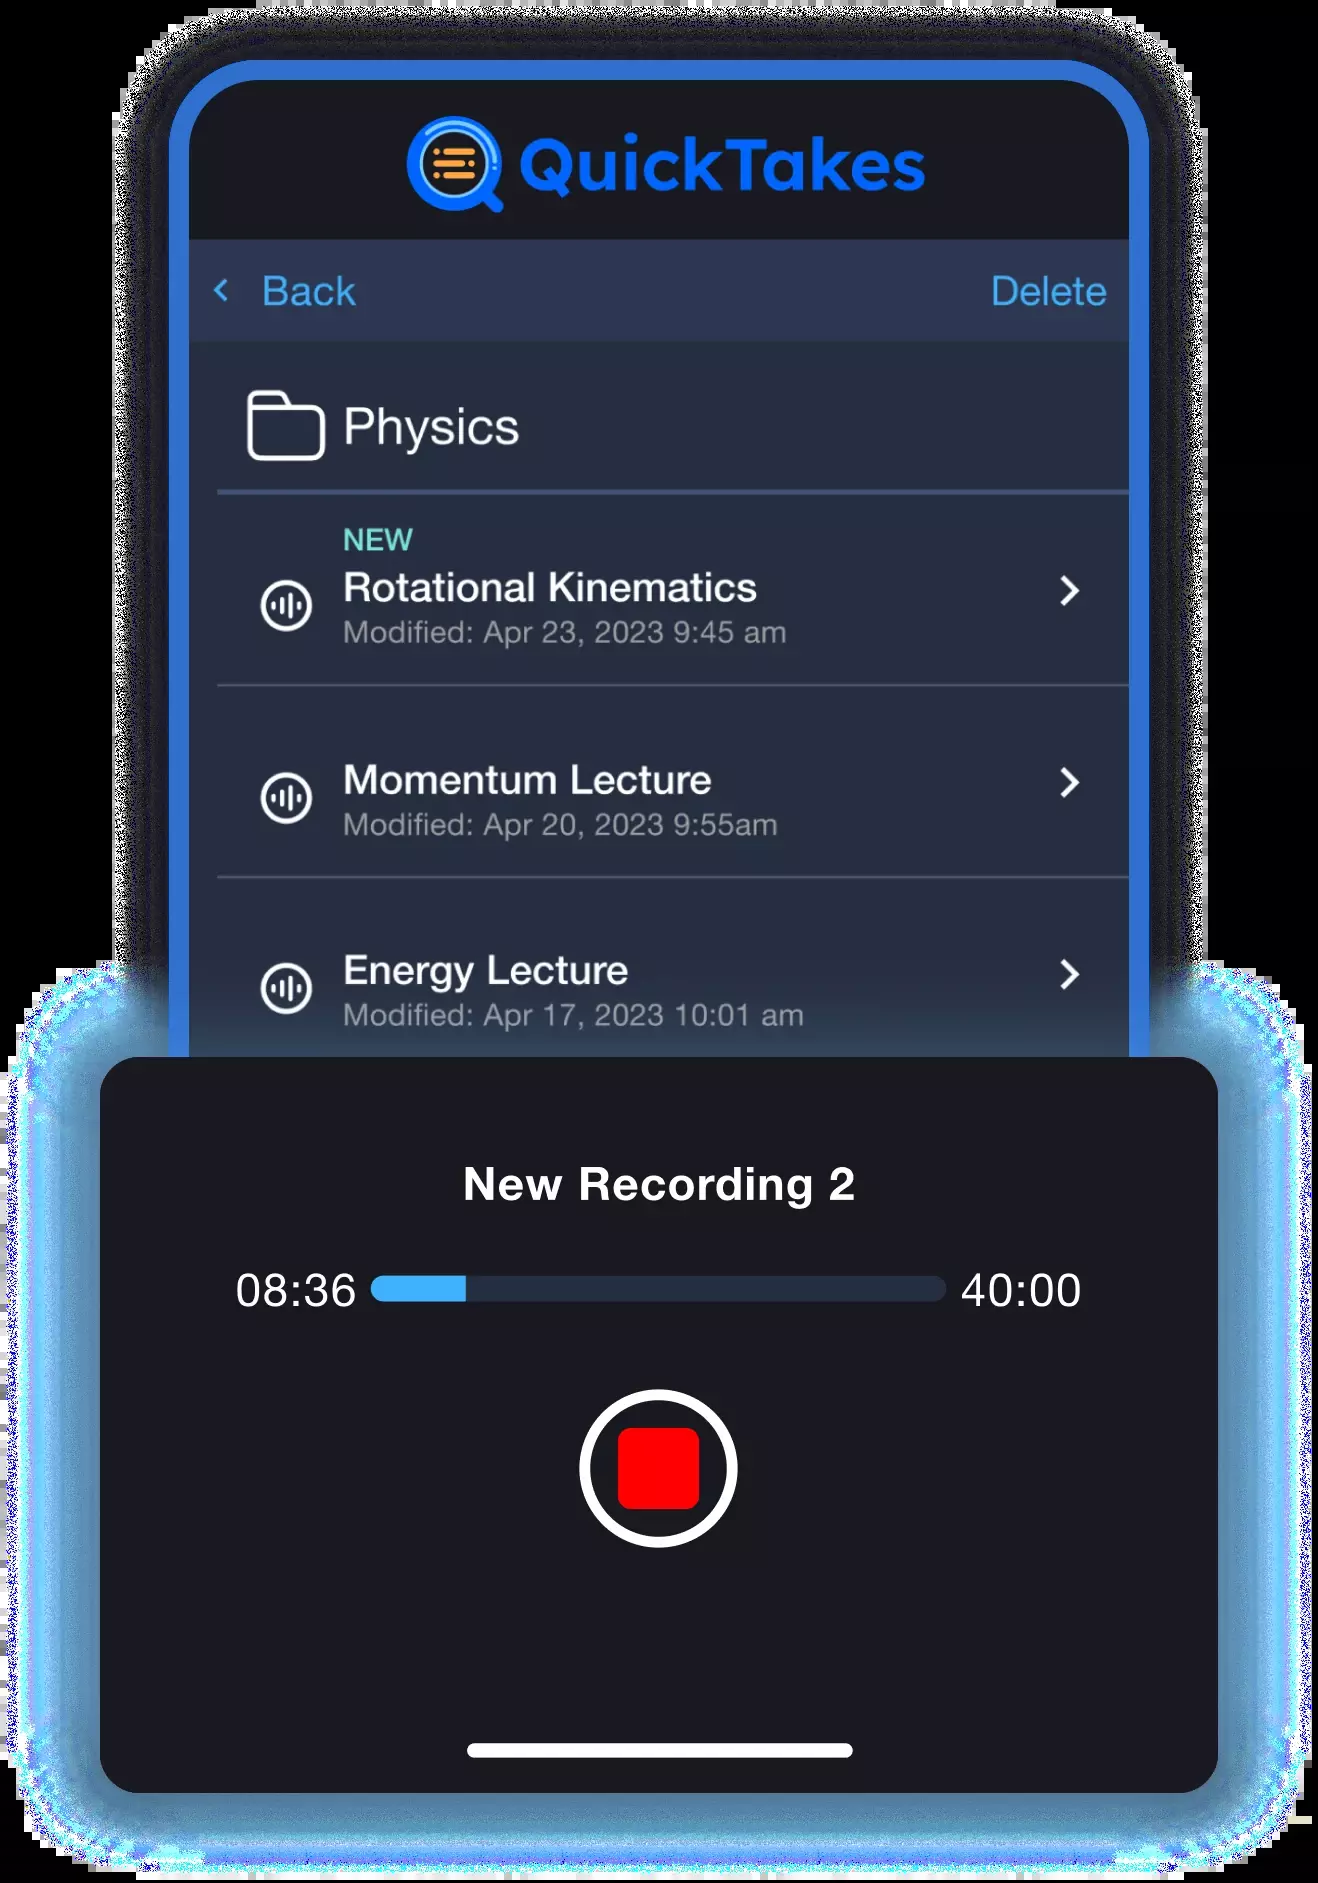 QuickTakes
Back Delete
Physics
NEW
Rotational Kinematics
Modified: Apr 23, 2023 9:45 am
Momentum Lecture
Modified: Apr 20, 2023 9:55am
Energy Lecture
Modified: Apr 17, 2023 10:01 am
New Recording 2
08:36 40:00